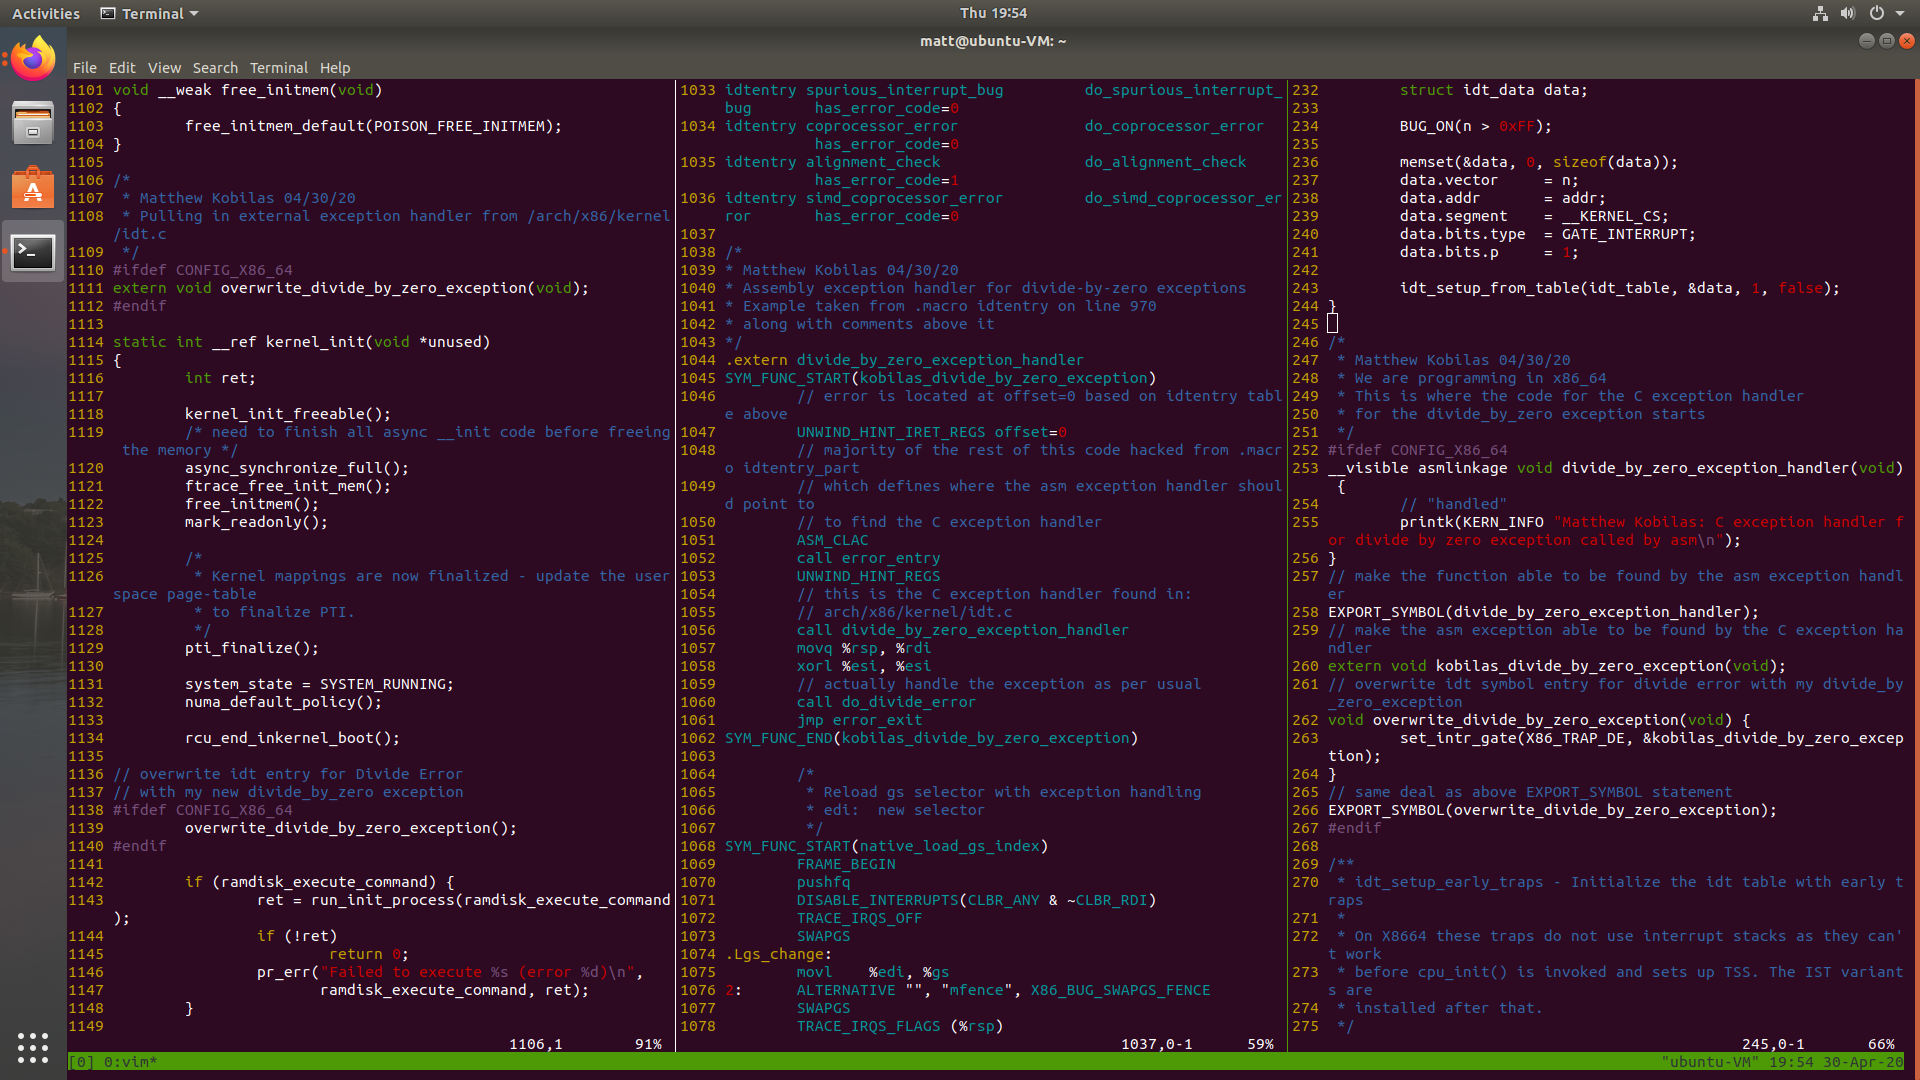 Activities
Terminal
Thu 19:54
matt@ubuntu-VM: ~
File Edit View Search Terminal Help
1101 void __weak free_initmem(void)
1102 {
1103         free_initmem_default(POISON_FREE_INITMEM);
1104 }
1105
1106 /*
1107  * Matthew Kobilas 04/30/20
1108  * Pulling in external exception handler from /arch/x86/kernel
/idt.c
1109  */
1110 #ifdef CONFIG_X86_64
1111 extern void overwrite_divide_by_zero_exception(void);
1112 #endif
1113
1114 static int __ref kernel_init(void *unused)
1115 {
1116         int ret;
1117
1118         kernel_init_freeable();
1119         /* need to finish all async __init code before freeing
 the memory */
1120         async_synchronize_full();
1121         ftrace_free_init_mem();
1122         free_initmem();
1123         mark_readonly();
1124
1125         /*
1126          * Kernel mappings are now finalized - update the user
space page-table
1127          * to finalize PTI.
1128          */
1129         pti_finalize();
1130
1131         system_state = SYSTEM_RUNNING;
1132         numa_default_policy();
1133
1134         rcu_end_inkernel_boot();
1135
1136 // overwrite idt entry for Divide Error
1137 // with my new divide_by_zero exception
1138 #ifdef CONFIG_X86_64
1139         overwrite_divide_by_zero_exception();
1140 #endif
1141
1142         if (ramdisk_execute_command) {
1143                 ret = run_init_process(ramdisk_execute_command
);
1144                 if (!ret)
1145                         return 0;
1146                 pr_err("Failed to execute %s (error %d)\n",
1147                        ramdisk_execute_command, ret);
1148         }
1149
1106,1        91%
1033 idtentry spurious_interrupt_bug         do_spurious_interrupt_
bug       has_error_code=0
1034 idtentry coprocessor_error              do_coprocessor_error
          has_error_code=0
1035 idtentry alignment_check                do_alignment_check
          has_error_code=1
1036 idtentry simd_coprocessor_error         do_simd_coprocessor_er
ror       has_error_code=0
1037
1038 /*
1039 * Matthew Kobilas 04/30/20
1040 * Assembly exception handler for divide-by-zero exceptions
1041 * Example taken from .macro idtentry on line 970
1042 * along with comments above it
1043 */
1044 .extern divide_by_zero_exception_handler
1045 SYM_FUNC_START(kobilas_divide_by_zero_exception)
1046         // error is located at offset=0 based on idtentry tabl
e above
1047         UNWIND_HINT_IRET_REGS offset=0
1048         // majority of the rest of this code hacked from .macr
o idtentry_part
1049         // which defines where the asm exception handler shoul
d point to
1050         // to find the C exception handler
1051         ASM_CLAC
1052         call error_entry
1053         UNWIND_HINT_REGS
1054         // this is the C exception handler found in:
1055         // arch/x86/kernel/idt.c
1056         call divide_by_zero_exception_handler
1057         movq %rsp, %rdi
1058         xorl %esi, %esi
1059         // actually handle the exception as per usual
1060         call do_divide_error
1061         jmp error_exit
1062 SYM_FUNC_END(kobilas_divide_by_zero_exception)
1063
1064         /*
1065          * Reload gs selector with exception handling
1066          * edi:  new selector
1067          */
1068 SYM_FUNC_START(native_load_gs_index)
1069         FRAME_BEGIN
1070         pushfq
1071         DISABLE_INTERRUPTS(CLBR_ANY & ~CLBR_RDI)
1072         TRACE_IRQS_OFF
1073         SWAPGS
1074 .Lgs_change:
1075         movl    %edi, %gs
1076 2:      ALTERNATIVE "", "mfence", X86_BUG_SWAPGS_FENCE
1077         SWAPGS
1078         TRACE_IRQS_FLAGS (%rsp)
1037,0-1      59%
232         struct idt_data data;
233
234         BUG_ON(n > 0xFF);
235
236         memset(&data, 0, sizeof(data));
237         data.vector     = n;
238         data.addr       = addr;
239         data.segment    = __KERNEL_CS;
240         data.bits.type  = GATE_INTERRUPT;
241         data.bits.p     = 1;
242
243         idt_setup_from_table(idt_table, &data, 1, false);
244 }
245
246 /*
247  * Matthew Kobilas 04/30/20
248  * We are programming in x86_64
249  * This is where the code for the C exception handler
250  * for the divide_by_zero exception starts
251  */
252 #ifdef CONFIG_X86_64
253 __visible asmlinkage void divide_by_zero_exception_handler(void)
 {
254         // "handled"
255         printk(KERN_INFO "Matthew Kobilas: C exception handler f
or divide by zero exception called by asm\n");
256 }
257 // make the function able to be found by the asm exception handl
er
258 EXPORT_SYMBOL(divide_by_zero_exception_handler);
259 // make the asm exception able to be found by the C exception ha
ndler
260 extern void kobilas_divide_by_zero_exception(void);
261 // overwrite idt symbol entry for divide error with my divide_by
_zero_exception
262 void overwrite_divide_by_zero_exception(void) {
263         set_intr_gate(X86_TRAP_DE, &kobilas_divide_by_zero_excep
tion);
264 }
265 // same deal as above EXPORT_SYMBOL statement
266 EXPORT_SYMBOL(overwrite_divide_by_zero_exception);
267 #endif
268
269 /**
270  * idt_setup_early_traps - Initialize the idt table with early t
raps
271  *
272  * On X8664 these traps do not use interrupt stacks as they can'
t work
273  * before cpu_init() is invoked and sets up TSS. The IST variant
s are
274  * installed after that.
275  */
245,0-1       66%
[0] 0:vim*
"ubuntu-VM" 19:54 30-Apr-20